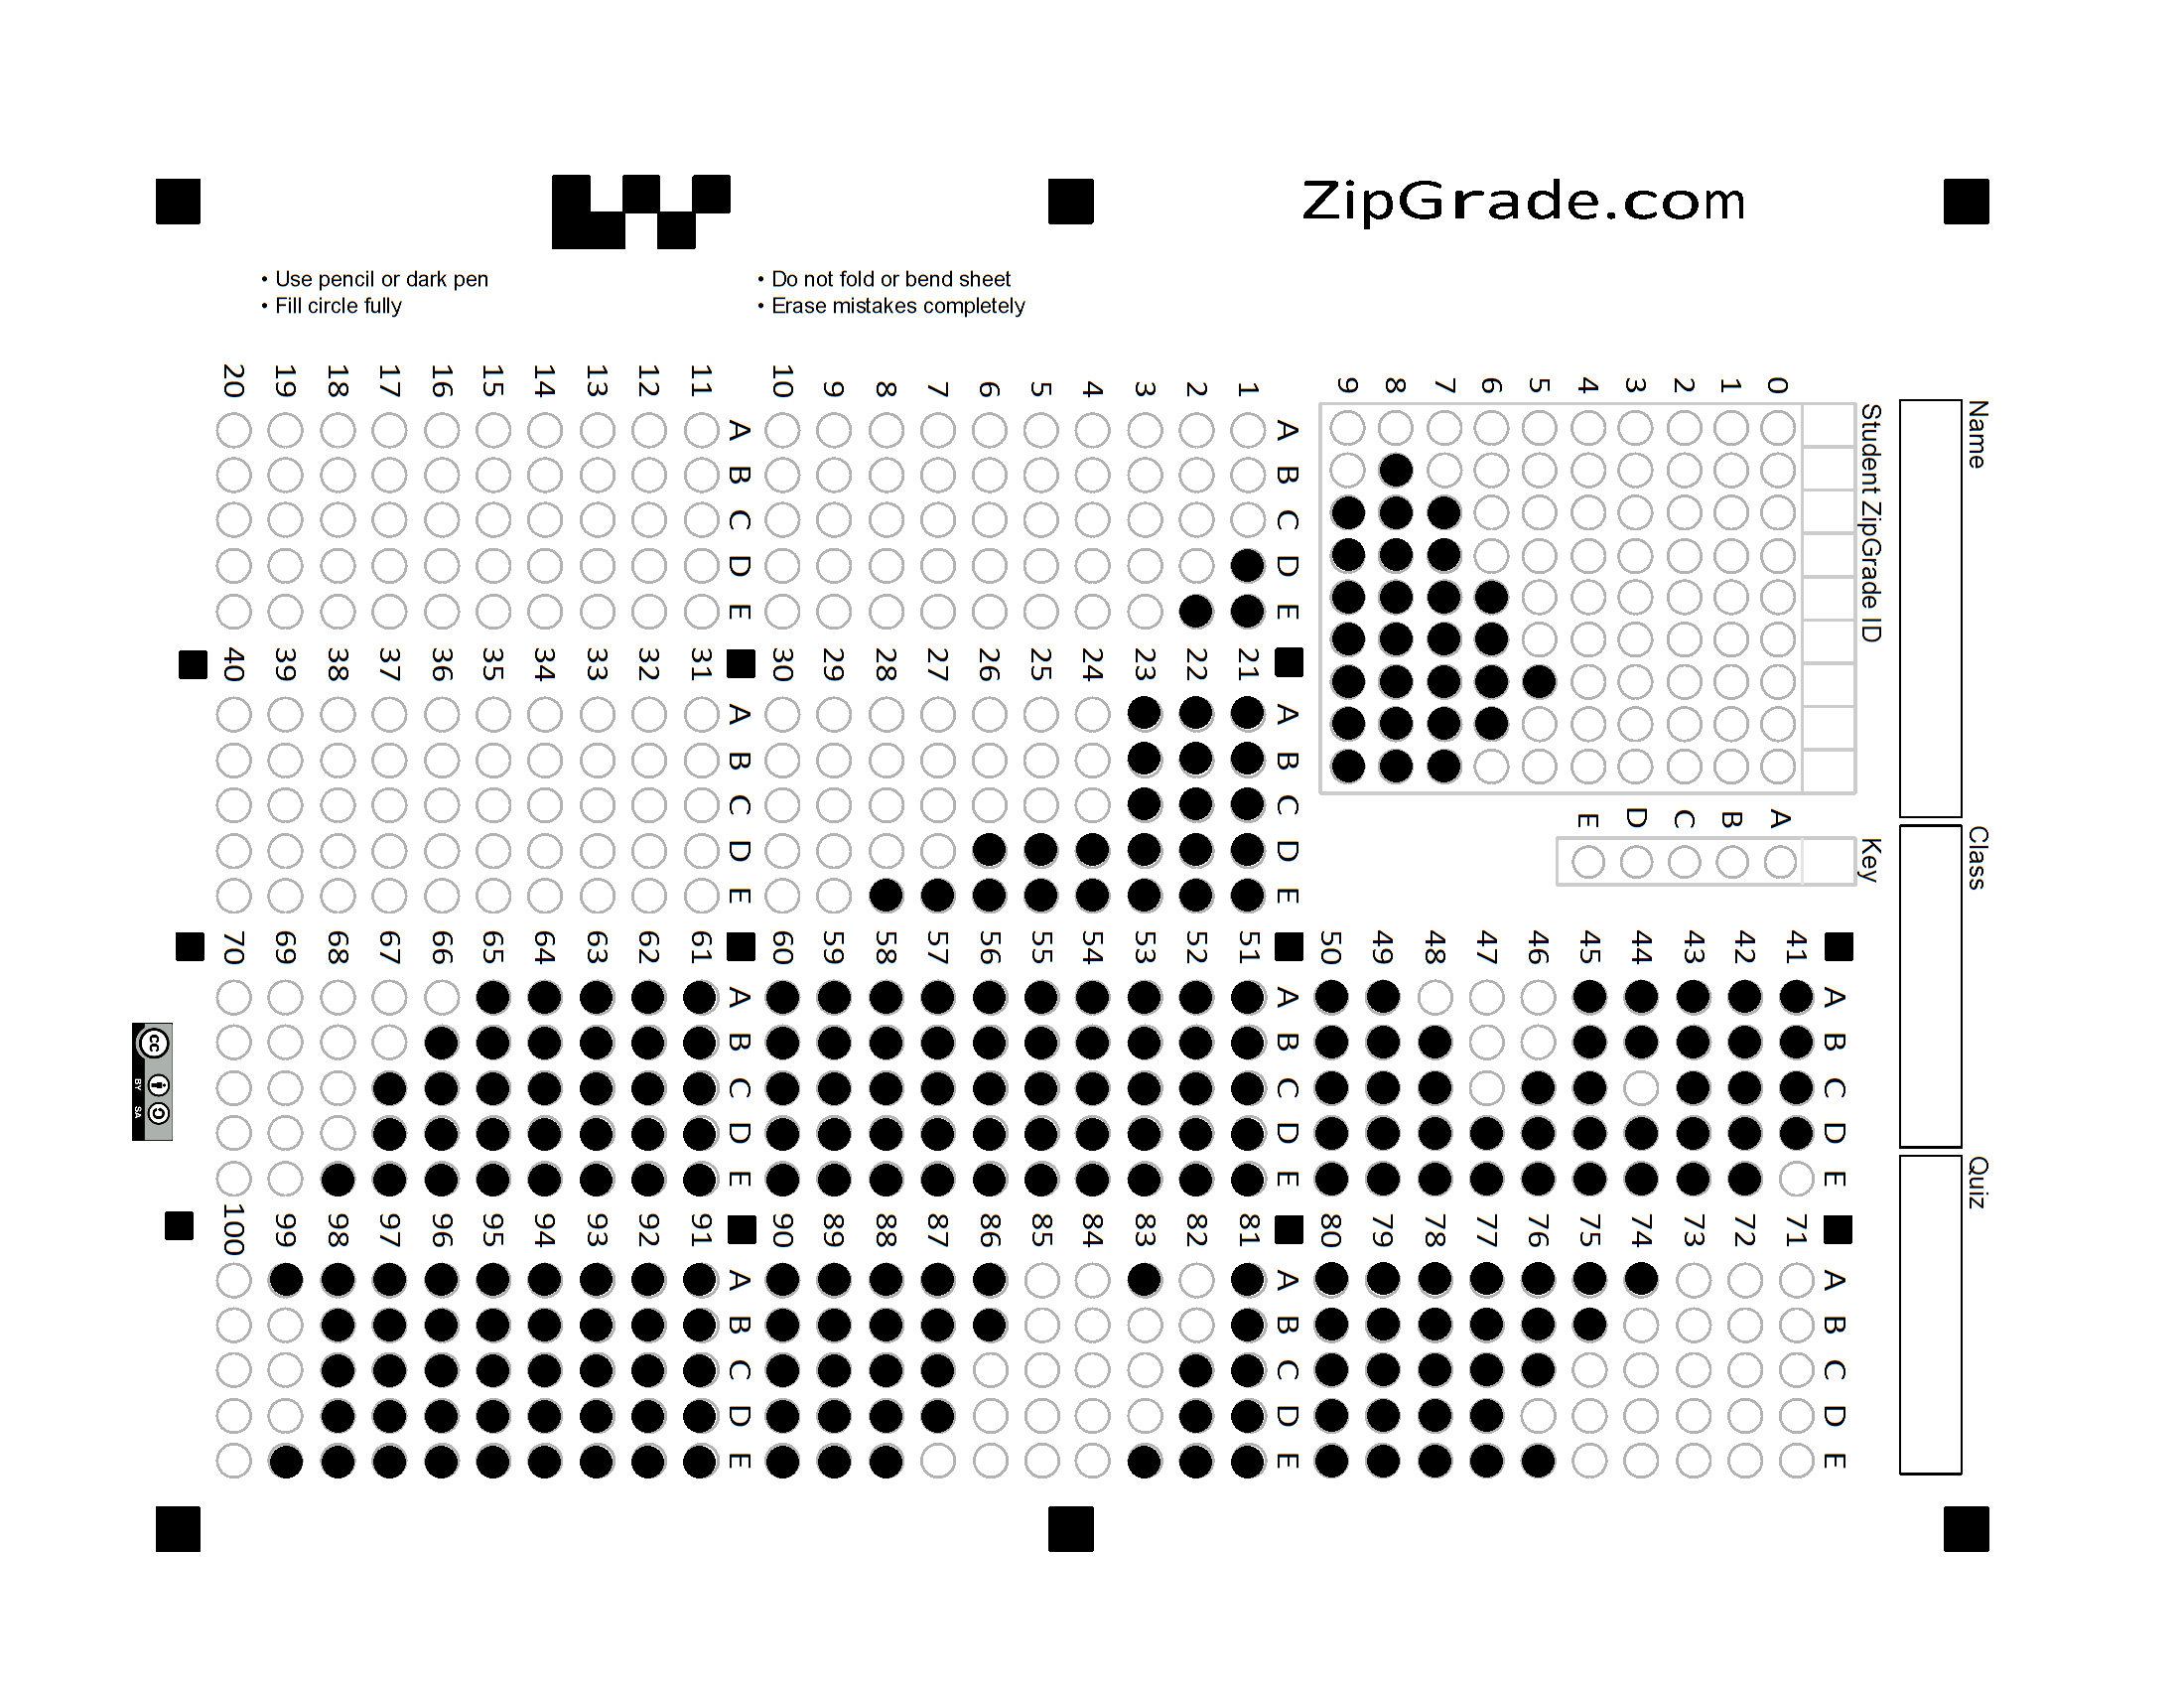 ZipGrade.com
• Use pencil or dark pen
• Fill circle fully
• Do not fold or bend sheet
• Erase mistakes completely
Name
Class
Quiz
Student ZipGrade ID
0 1 2 3 4 5 6 7 8 9
Key
A B C D E
1 2 3 4 5 6 7 8 9 10
A B C D E
11 12 13 14 15 16 17 18 19 20
A B C D E
21 22 23 24 25 26 27 28 29 30
A B C D E
31 32 33 34 35 36 37 38 39 40
A B C D E
41 42 43 44 45 46 47 48 49 50
A B C D E
51 52 53 54 55 56 57 58 59 60
A B C D E
61 62 63 64 65 66 67 68 69 70
A B C D E
71 72 73 74 75 76 77 78 79 80
A B C D E
81 82 83 84 85 86 87 88 89 90
A B C D E
91 92 93 94 95 96 97 98 99 100
A B C D E
cc
BY SA